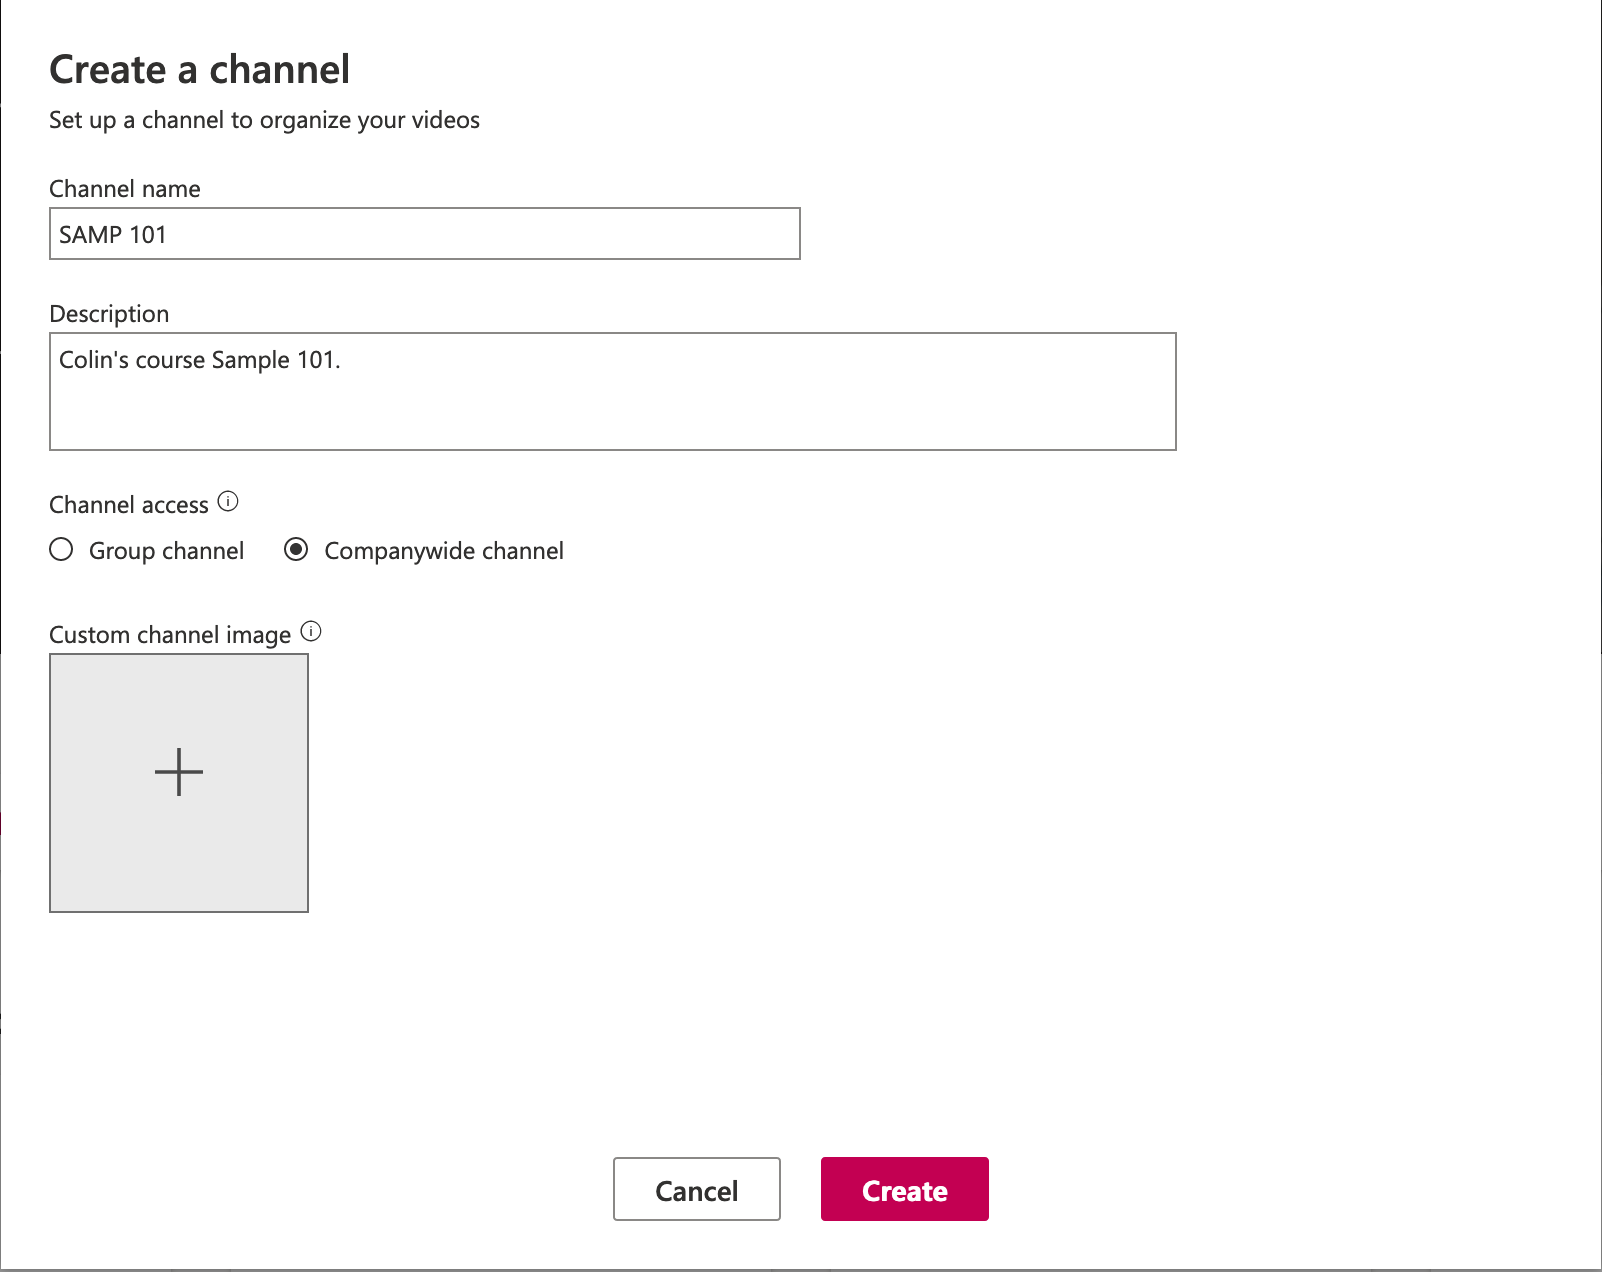 Create a channel
Set up a channel to organize your videos
Channel name
SAMP 101
Description
Colin's course Sample 101.
Channel access
Group channel
Companywide channel
Custom channel image
Cancel
Create